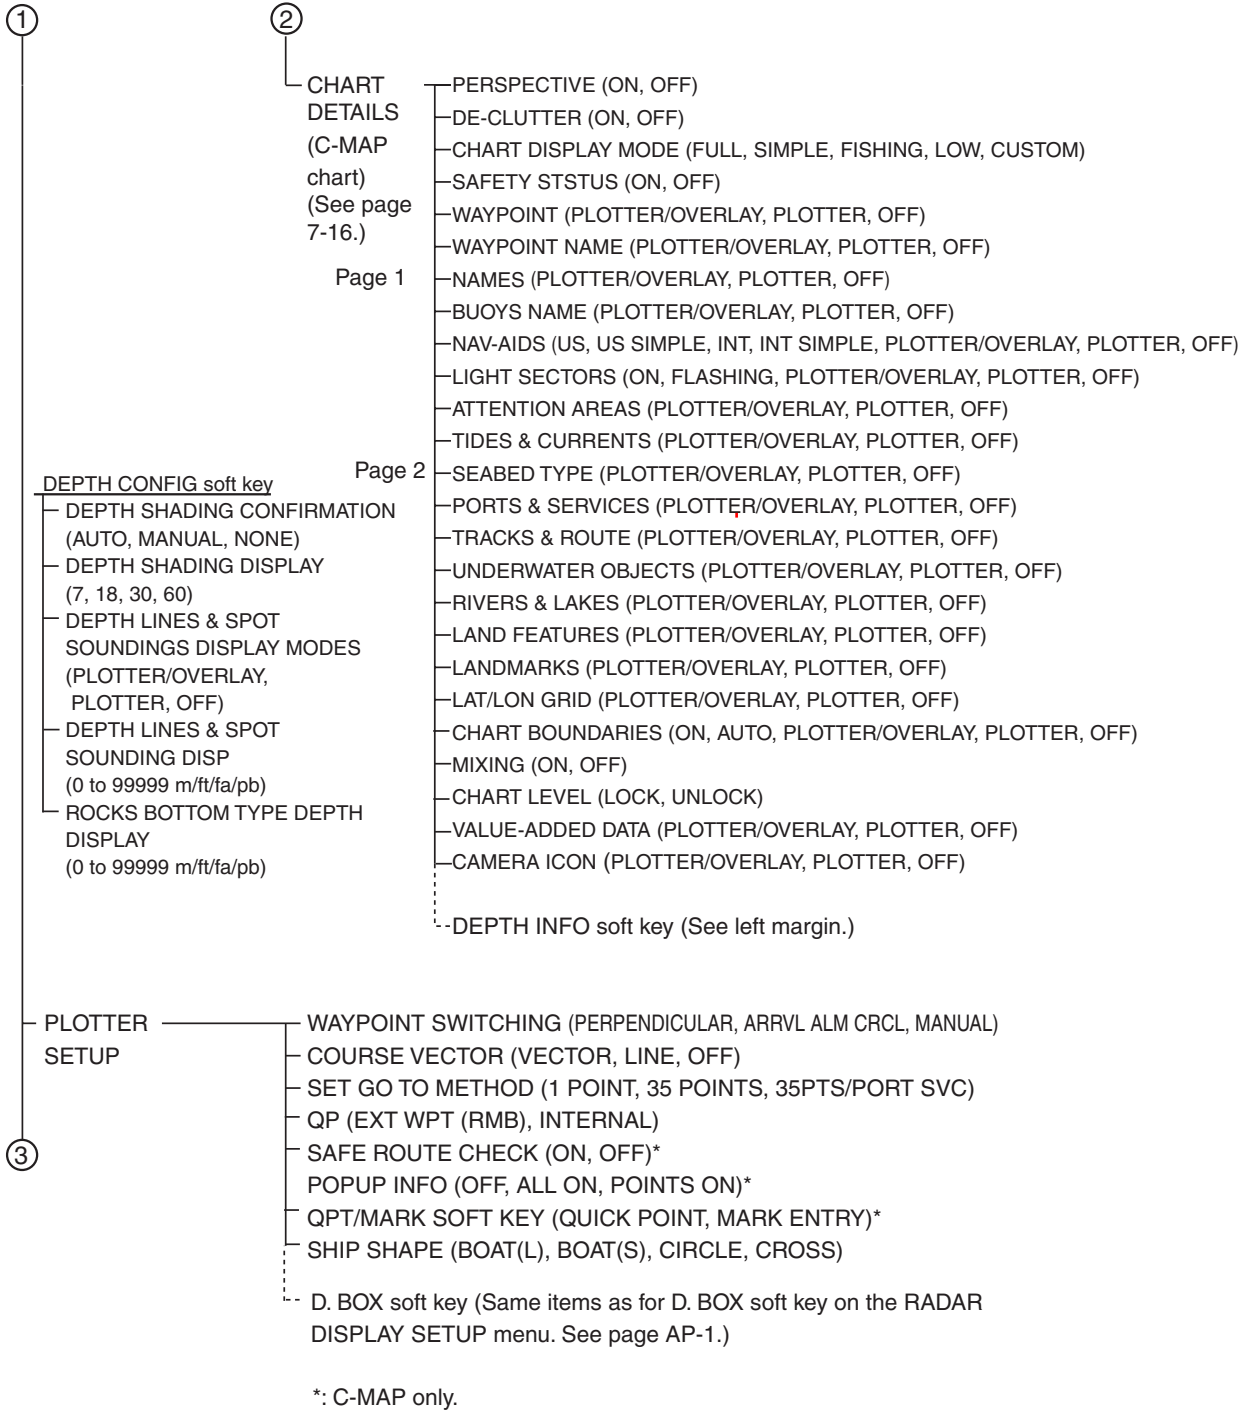 1
2
CHART
DETAILS
(C-MAP
chart)
(See page
7-16.)
Page 1
Page 2
PERSPECTIVE (ON, OFF)
DE-CLUTTER (ON, OFF)
CHART DISPLAY MODE (FULL, SIMPLE, FISHING, LOW, CUSTOM)
SAFETY STSTUS (ON, OFF)
WAYPOINT (PLOTTER/OVERLAY, PLOTTER, OFF)
WAYPOINT NAME (PLOTTER/OVERLAY, PLOTTER, OFF)
NAMES (PLOTTER/OVERLAY, PLOTTER, OFF)
BUOYS NAME (PLOTTER/OVERLAY, PLOTTER, OFF)
NAV-AIDS (US, US SIMPLE, INT, INT SIMPLE, PLOTTER/OVERLAY, PLOTTER, OFF)
LIGHT SECTORS (ON, FLASHING, PLOTTER/OVERLAY, PLOTTER, OFF)
ATTENTION AREAS (PLOTTER/OVERLAY, PLOTTER, OFF)
TIDES & CURRENTS (PLOTTER/OVERLAY, PLOTTER, OFF)
SEABED TYPE (PLOTTER/OVERLAY, PLOTTER, OFF)
PORTS & SERVICES (PLOTTER/OVERLAY, PLOTTER, OFF)
TRACKS & ROUTE (PLOTTER/OVERLAY, PLOTTER, OFF)
UNDERWATER OBJECTS (PLOTTER/OVERLAY, PLOTTER, OFF)
RIVERS & LAKES (PLOTTER/OVERLAY, PLOTTER, OFF)
LAND FEATURES (PLOTTER/OVERLAY, PLOTTER, OFF)
LANDMARKS (PLOTTER/OVERLAY, PLOTTER, OFF)
LAT/LON GRID (PLOTTER/OVERLAY, PLOTTER, OFF)
CHART BOUNDARIES (ON, AUTO, PLOTTER/OVERLAY, PLOTTER, OFF)
MIXING (ON, OFF)
CHART LEVEL (LOCK, UNLOCK)
VALUE-ADDED DATA (PLOTTER/OVERLAY, PLOTTER, OFF)
CAMERA ICON (PLOTTER/OVERLAY, PLOTTER, OFF)
DEPTH INFO soft key (See left margin.)
DEPTH CONFIG soft key
DEPTH SHADING CONFIRMATION
(AUTO, MANUAL, NONE)
DEPTH SHADING DISPLAY
(7, 18, 30, 60)
DEPTH LINES & SPOT
SOUNDINGS DISPLAY MODES
(PLOTTER/OVERLAY,
PLOTTER, OFF)
DEPTH LINES & SPOT
SOUNDING DISP
(0 to 99999 m/ft/fa/pb)
ROCKS BOTTOM TYPE DEPTH
DISPLAY
(0 to 99999 m/ft/fa/pb)
PLOTTER
SETUP
WAYPOINT SWITCHING (PERPENDICULAR, ARRVL ALM CRCL, MANUAL)
COURSE VECTOR (VECTOR, LINE, OFF)
SET GO TO METHOD (1 POINT, 35 POINTS, 35PTS/PORT SVC)
QP (EXT WPT (RMB), INTERNAL)
SAFE ROUTE CHECK (ON, OFF)*
POPUP INFO (OFF, ALL ON, POINTS ON)*
QPT/MARK SOFT KEY (QUICK POINT, MARK ENTRY)*
SHIP SHAPE (BOAT(L), BOAT(S), CIRCLE, CROSS)
D. BOX soft key (Same items as for D. BOX soft key on the RADAR
DISPLAY SETUP menu. See page AP-1.)
3
*: C-MAP only.